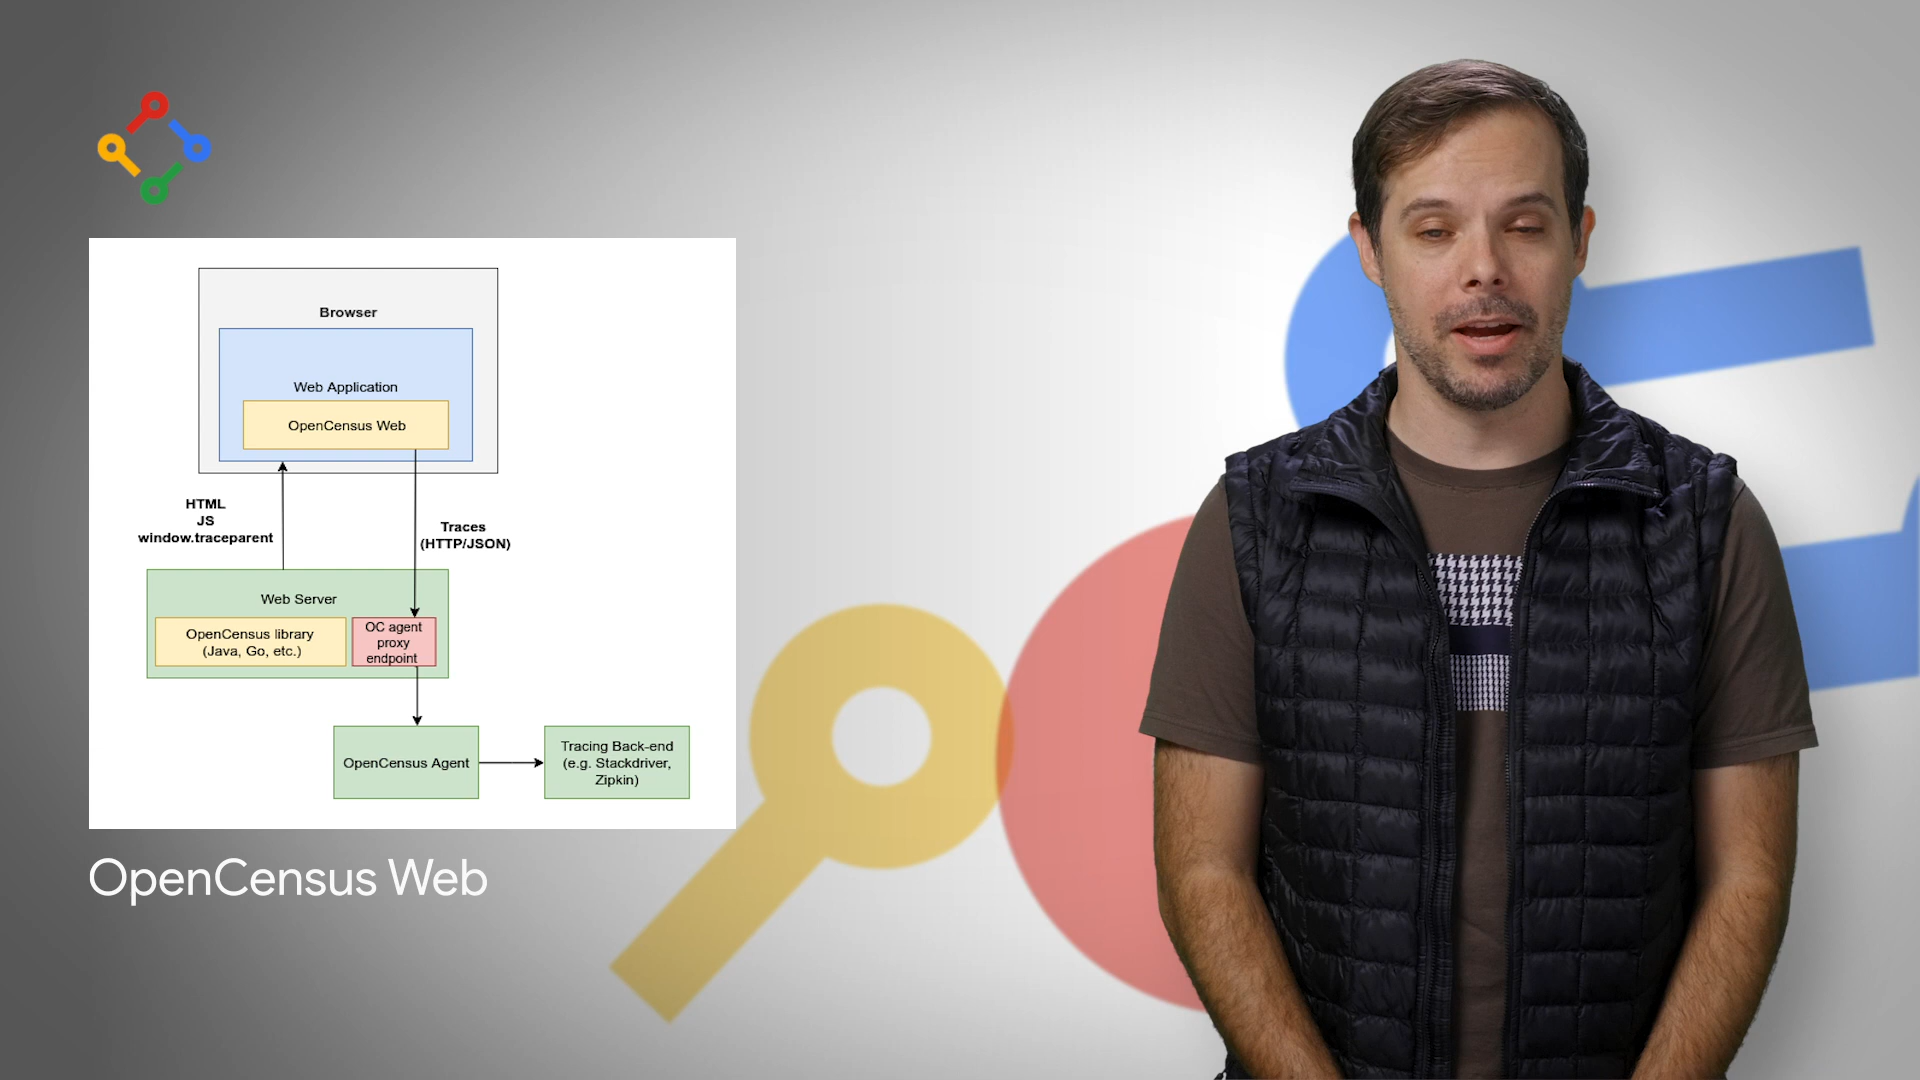 Browser
Web Application
OpenCensus Web
HTML
JS
window.traceparent
Traces
(HTTP/JSON)
Web Server
OpenCensus library
(Java, Go, etc.)
OC agent
proxy
endpoint
OpenCensus Agent
Tracing Back-end
(e.g. Stackdriver,
Zipkin)
OpenCensus Web